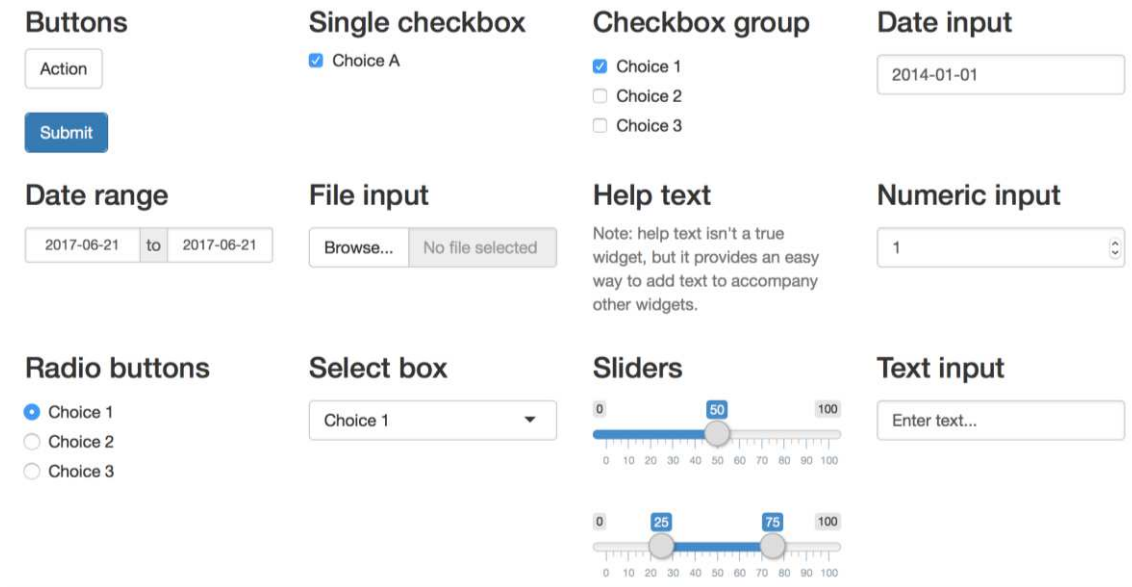 Buttons
Action
Submit
Single checkbox
Choice A
Checkbox group
Choice 1
Choice 2
Choice 3
Date input
2014-01-01
Date range
2017-06-21 to 2017-06-21
File input
Browse... No file selected
Help text
Note: help text isn't a true
widget, but it provides an easy
way to add text to accompany
other widgets.
Numeric input
1
Radio buttons
Choice 1
Choice 2
Choice 3
Select box
Choice 1
Sliders
0 50 100
0 10 20 30 40 50 60 70 80 90 100
0 25 75 100
0 10 20 30 40 50 60 70 80 90 100
Text input
Enter text...